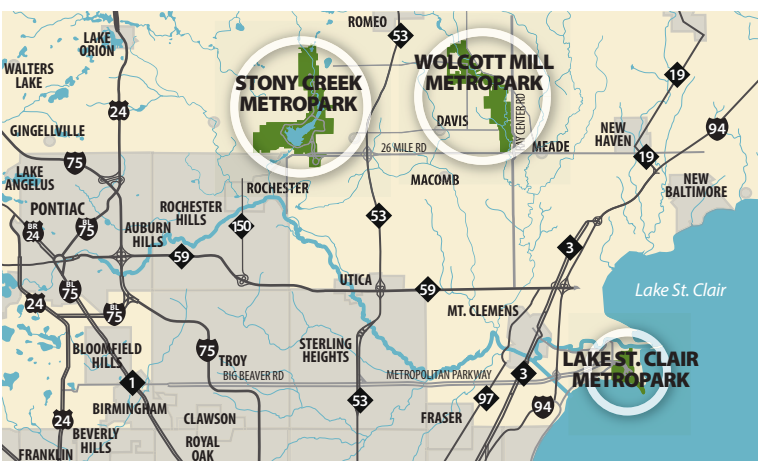 ROMEO
53
LAKE
ORION
WALTERS
LAKE
24
GINGELLVILLE
75
LAKE
ANGELUS
PONTIAC
BR
24
BL
75
AUBURN
HILLS
59
ROCHESTER
HILLS
150
ROCHESTER
STONY CREEK
METROPARK
WOLCOTT MILL
METROPARK
DAVIS
NY CENTER RD
26 MILE RD
MEADE
MACOMB
53
19
94
NEW
HAVEN
19
NEW
BALTIMORE
3
Lake St. Clair
UTICA
59
MT. CLEMENS
24
BL
75
BL
75
BLOOMFIELD
HILLS
75
TROY
BIG BEAVER RD
STERLING
HEIGHTS
METROPOLITAN PARKWAY
3
LAKE ST. CLAIR
METROPARK
1
BIRMINGHAM
53
97
94
FRASER
CLAWSON
24
BEVERLY
HILLS
ROYAL
OAK
FRANKLIN